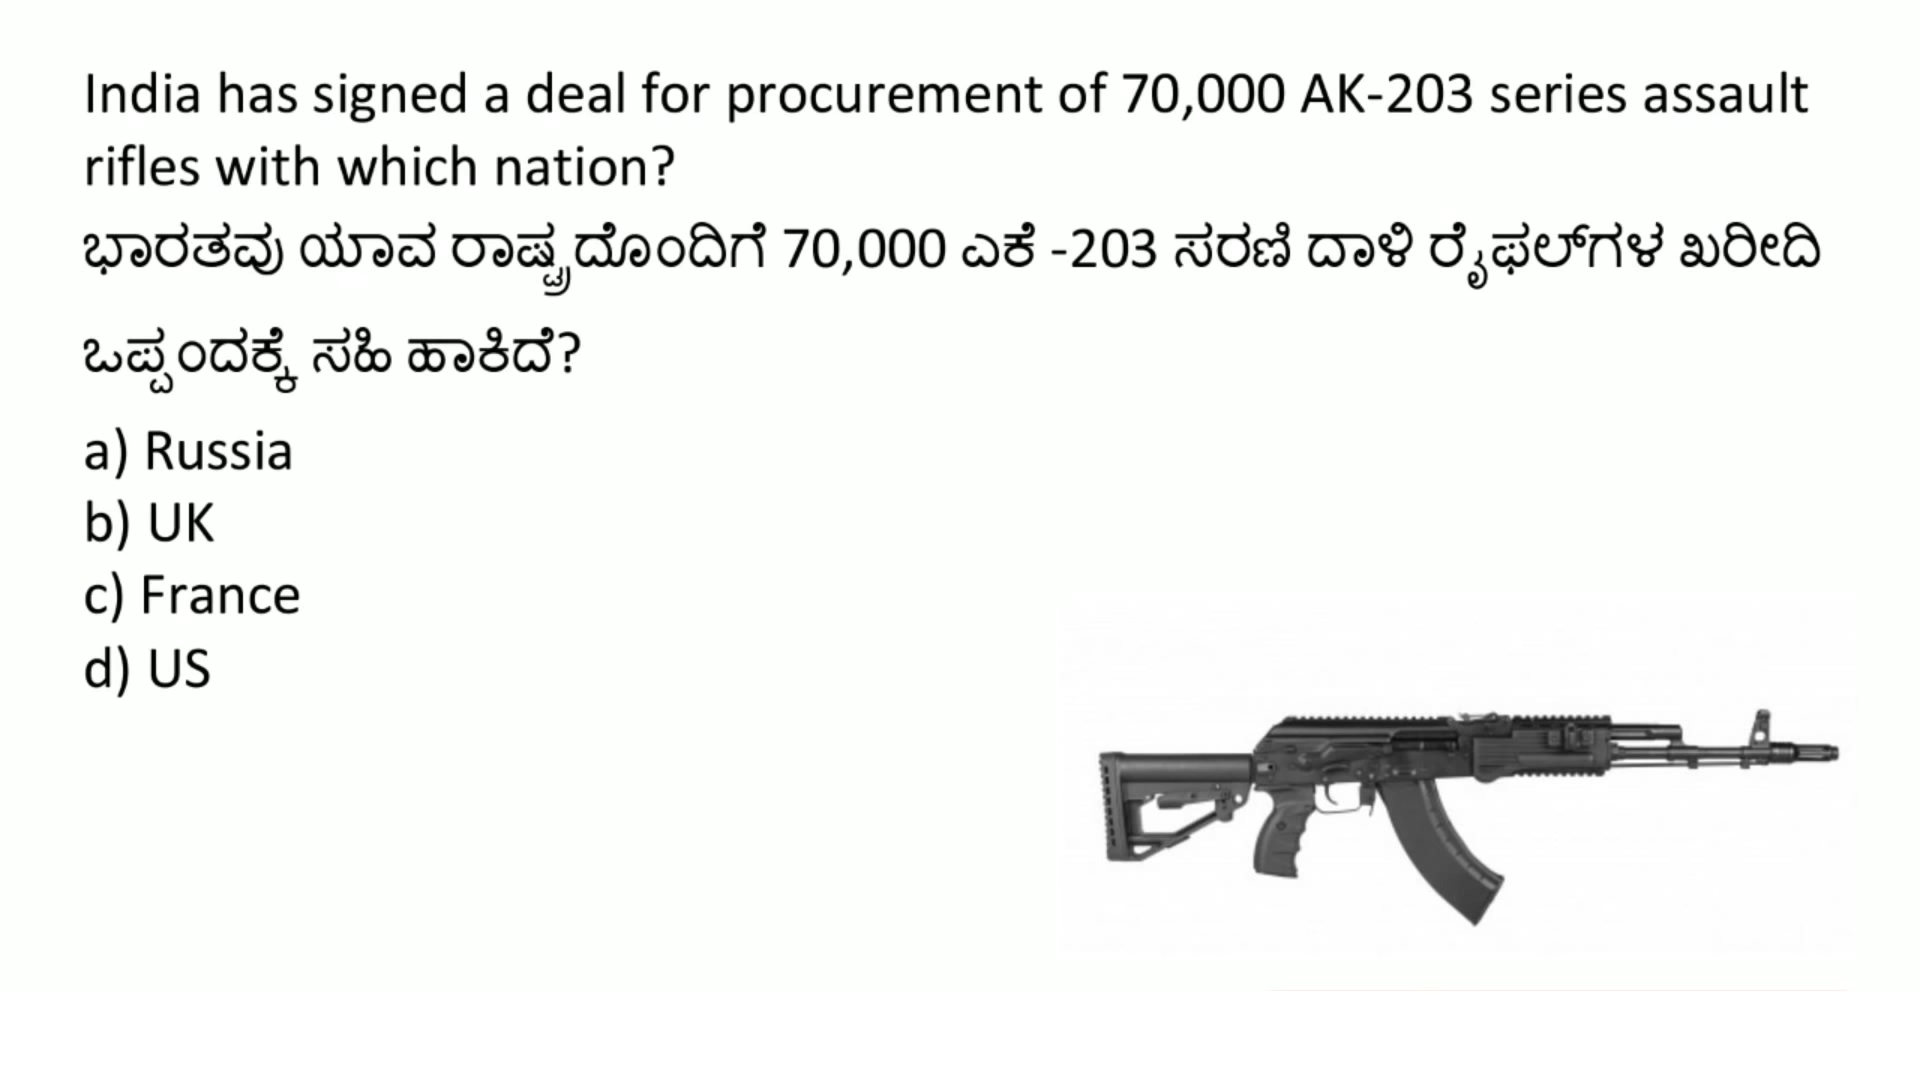 India has signed a deal for procurement of 70,000 AK-203 series assault
rifles with which nation?
ಭಾರತವು ಯಾವ ರಾಷ್ಟ್ರದೊಂದಿಗೆ 70,000 ಎಕೆ -203 ಸರಣಿ ದಾಳಿ ರೈಫಲ್‌ಗಳ ಖರೀದಿ
ಒಪ್ಪಂದಕ್ಕೆ ಸಹಿ ಹಾಕಿದೆ?
a) Russia
b) UK
c) France
d) US